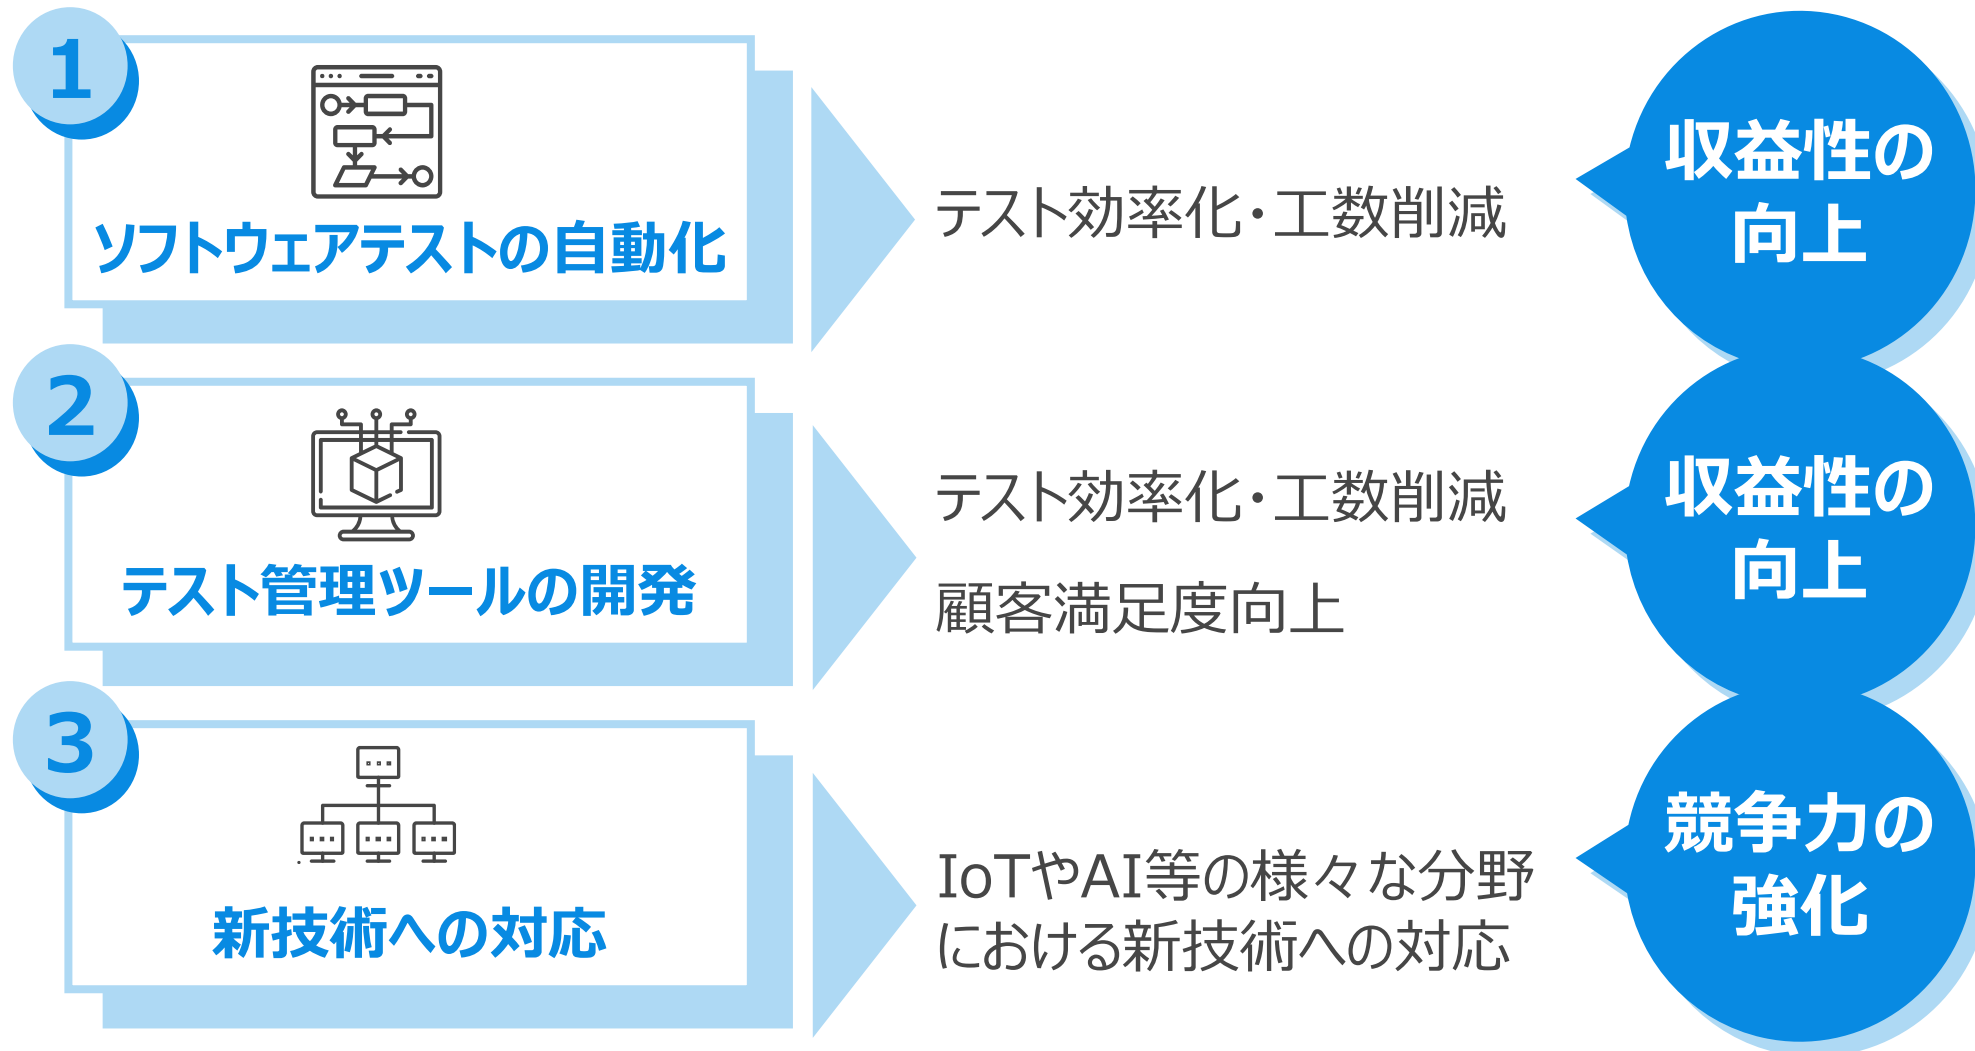 1
ソフトウェアテストの自動化
テスト効率化・工数削減
収益性の
向上
2
テスト管理ツールの開発
テスト効率化・工数削減
顧客満足度向上
収益性の
向上
3
新技術への対応
IoTやAI等の様々な分野
における新技術への対応
競争力の
強化